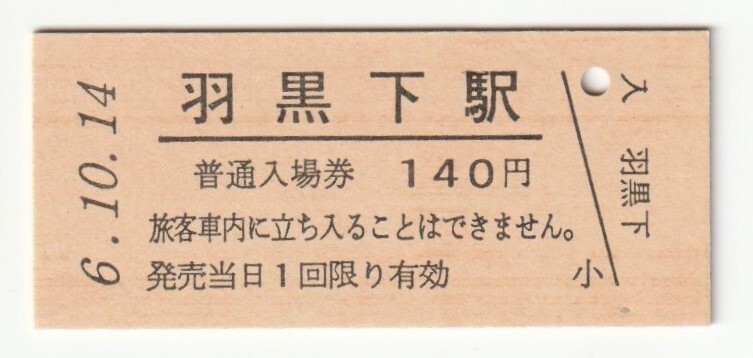 6.10.14
羽黒下駅
普通入場券 140円
旅客車内に立ち入ることはできません。
発売当日1回限り有効
小
入 羽黒下